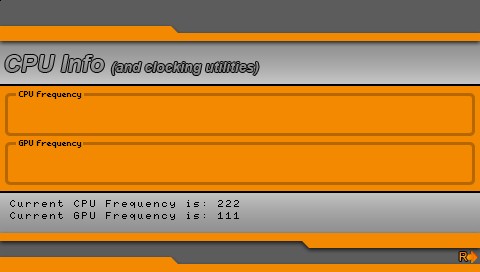 CPU Info (and clocking utilities)
CPU Frequency
GPU Frequency
Current CPU Frequency is: 222
Current GPU Frequency is: 111
R